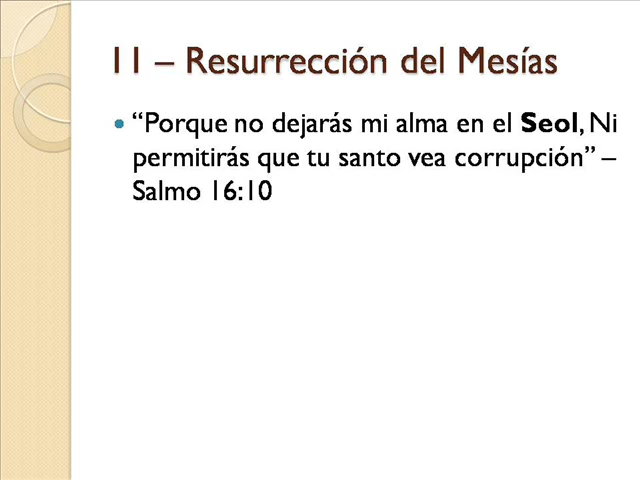 11 – Resurrección del Mesías
• “Porque no dejarás mi alma en el Seol, Ni
permitirás que tu santo vea corrupción” –
Salmo 16:10